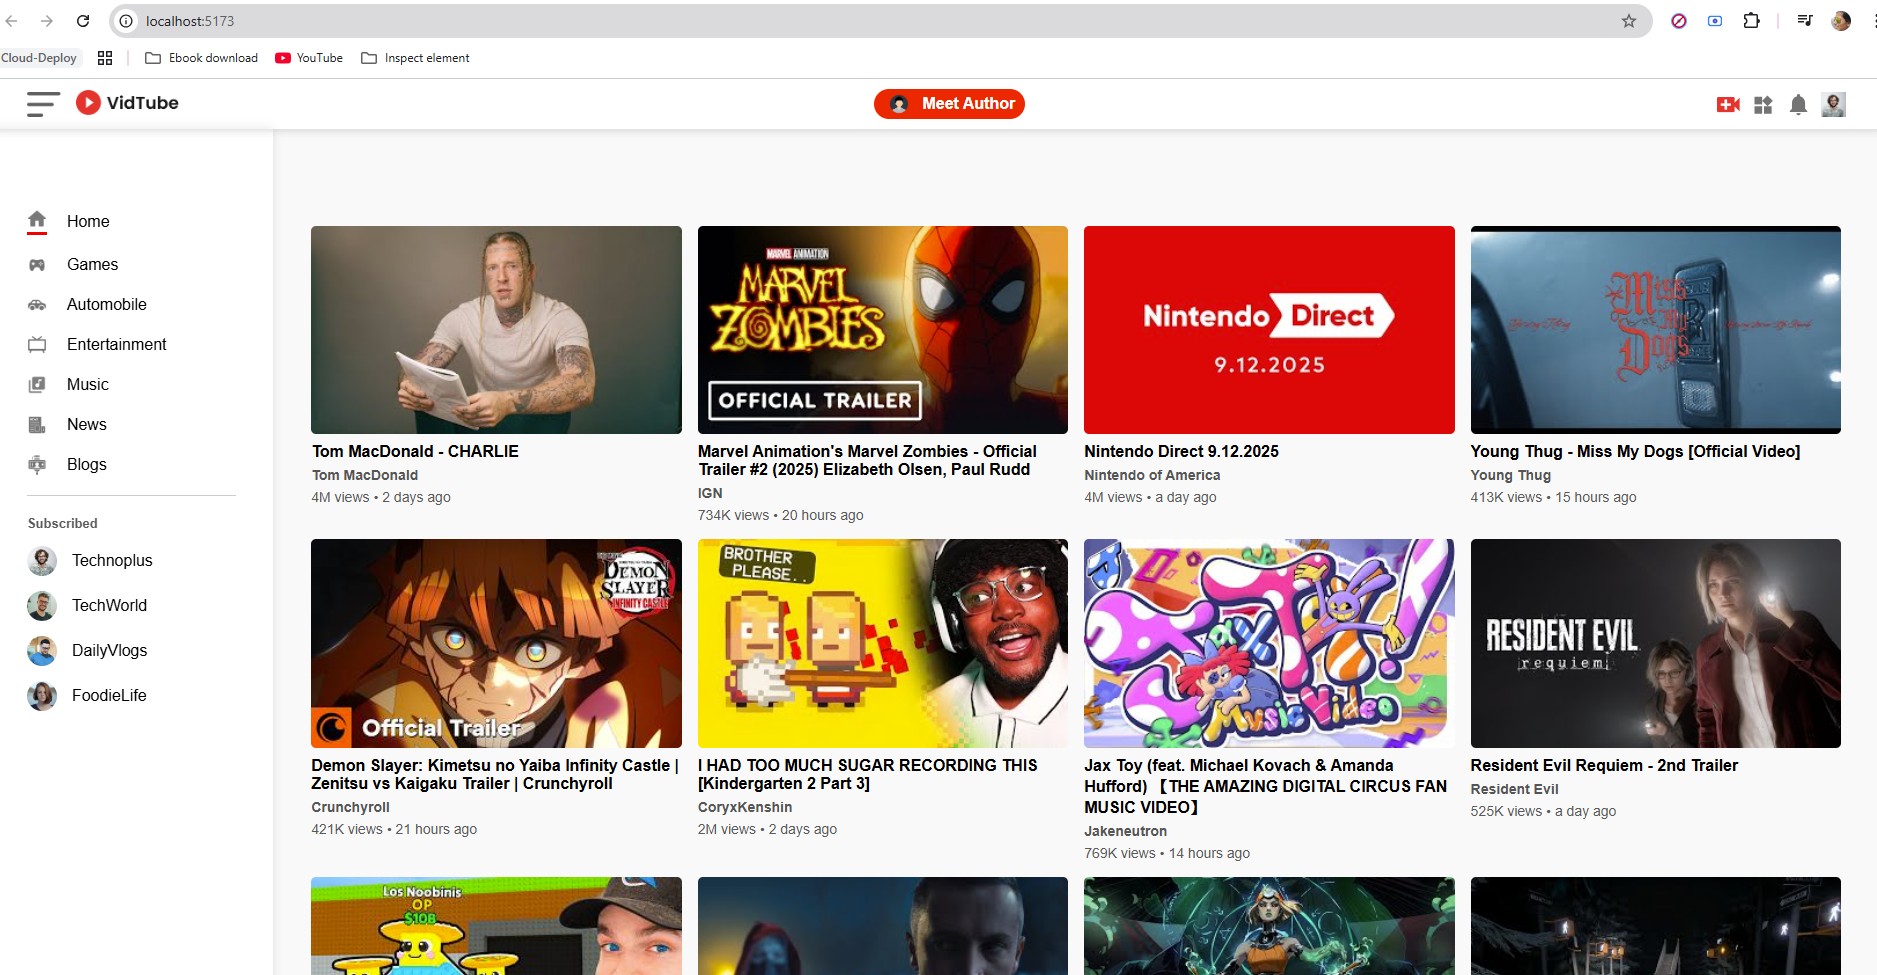 localhost:5173
Cloud-Deploy
Ebook download
YouTube
Inspect element
VidTube
Meet Author
Home
Games
Automobile
Entertainment
Music
News
Blogs
Subscribed
Technoplus
TechWorld
DailyVlogs
FoodieLife
Tom MacDonald - CHARLIE
Tom MacDonald
4M views • 2 days ago
MARVEL ANIMATION
MARVEL
ZOMBIES
OFFICIAL TRAILER
Marvel Animation's Marvel Zombies - Official
Trailer #2 (2025) Elizabeth Olsen, Paul Rudd
IGN
734K views • 20 hours ago
Nintendo Direct
9.12.2025
Nintendo Direct 9.12.2025
Nintendo of America
4M views • a day ago
Miss
My
Dogs
Young Thug - Miss My Dogs [Official Video]
Young Thug
413K views • 15 hours ago
DEMON
SLAYER
INFINITY CASTLE
Official Trailer
Demon Slayer: Kimetsu no Yaiba Infinity Castle |
Zenitsu vs Kaigaku Trailer | Crunchyroll
Crunchyroll
421K views • 21 hours ago
BROTHER
PLEASE..
I HAD TOO MUCH SUGAR RECORDING THIS
[Kindergarten 2 Part 3]
CoryxKenshin
2M views • 2 days ago
Music Video
Jax Toy (feat. Michael Kovach & Amanda
Hufford) 【THE AMAZING DIGITAL CIRCUS FAN
MUSIC VIDEO】
Jakeneutron
769K views • 14 hours ago
RESIDENT EVIL
requiem
Resident Evil Requiem - 2nd Trailer
Resident Evil
525K views • a day ago
Los Noobinis
OP
$10B